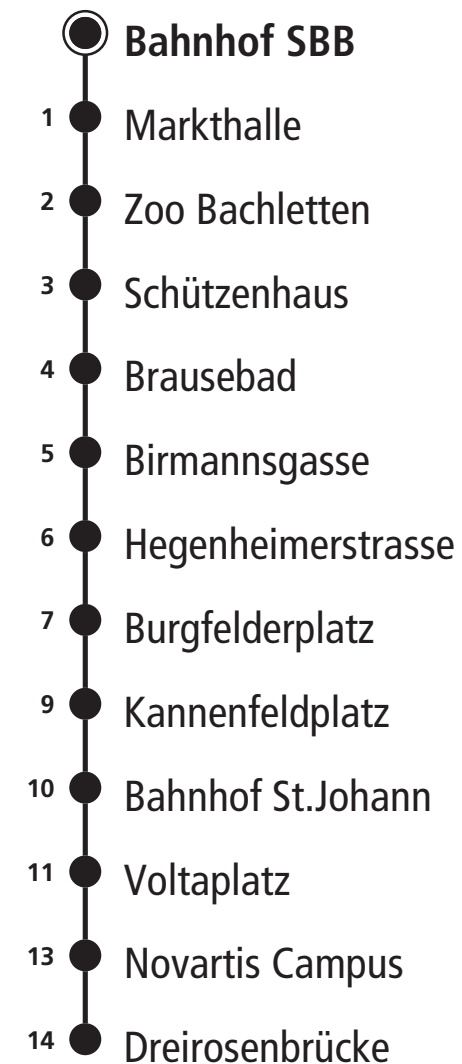 Bahnhof SBB
1 Markthalle
2 Zoo Bachletten
3 Schützenhaus
4 Brausebad
5 Birmannsgasse
6 Hegenheimerstrasse
7 Burgfelderplatz
9 Kannenfeldplatz
10 Bahnhof St.Johann
11 Voltaplatz
13 Novartis Campus
14 Dreirosenbrücke